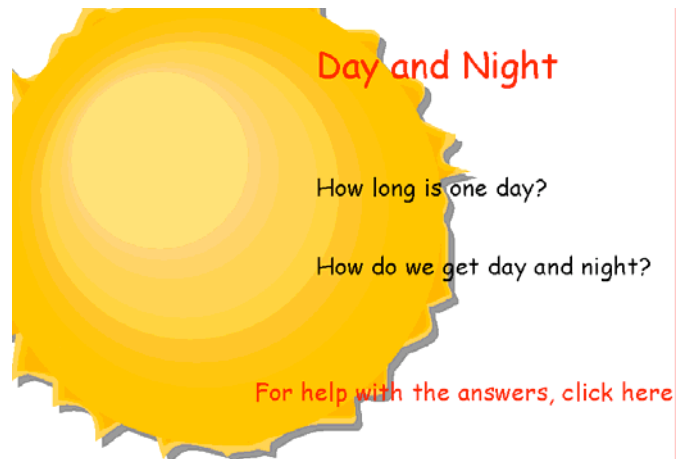 Day and Night
How long is one day?
How do we get day and night?
For help with the answers, click here